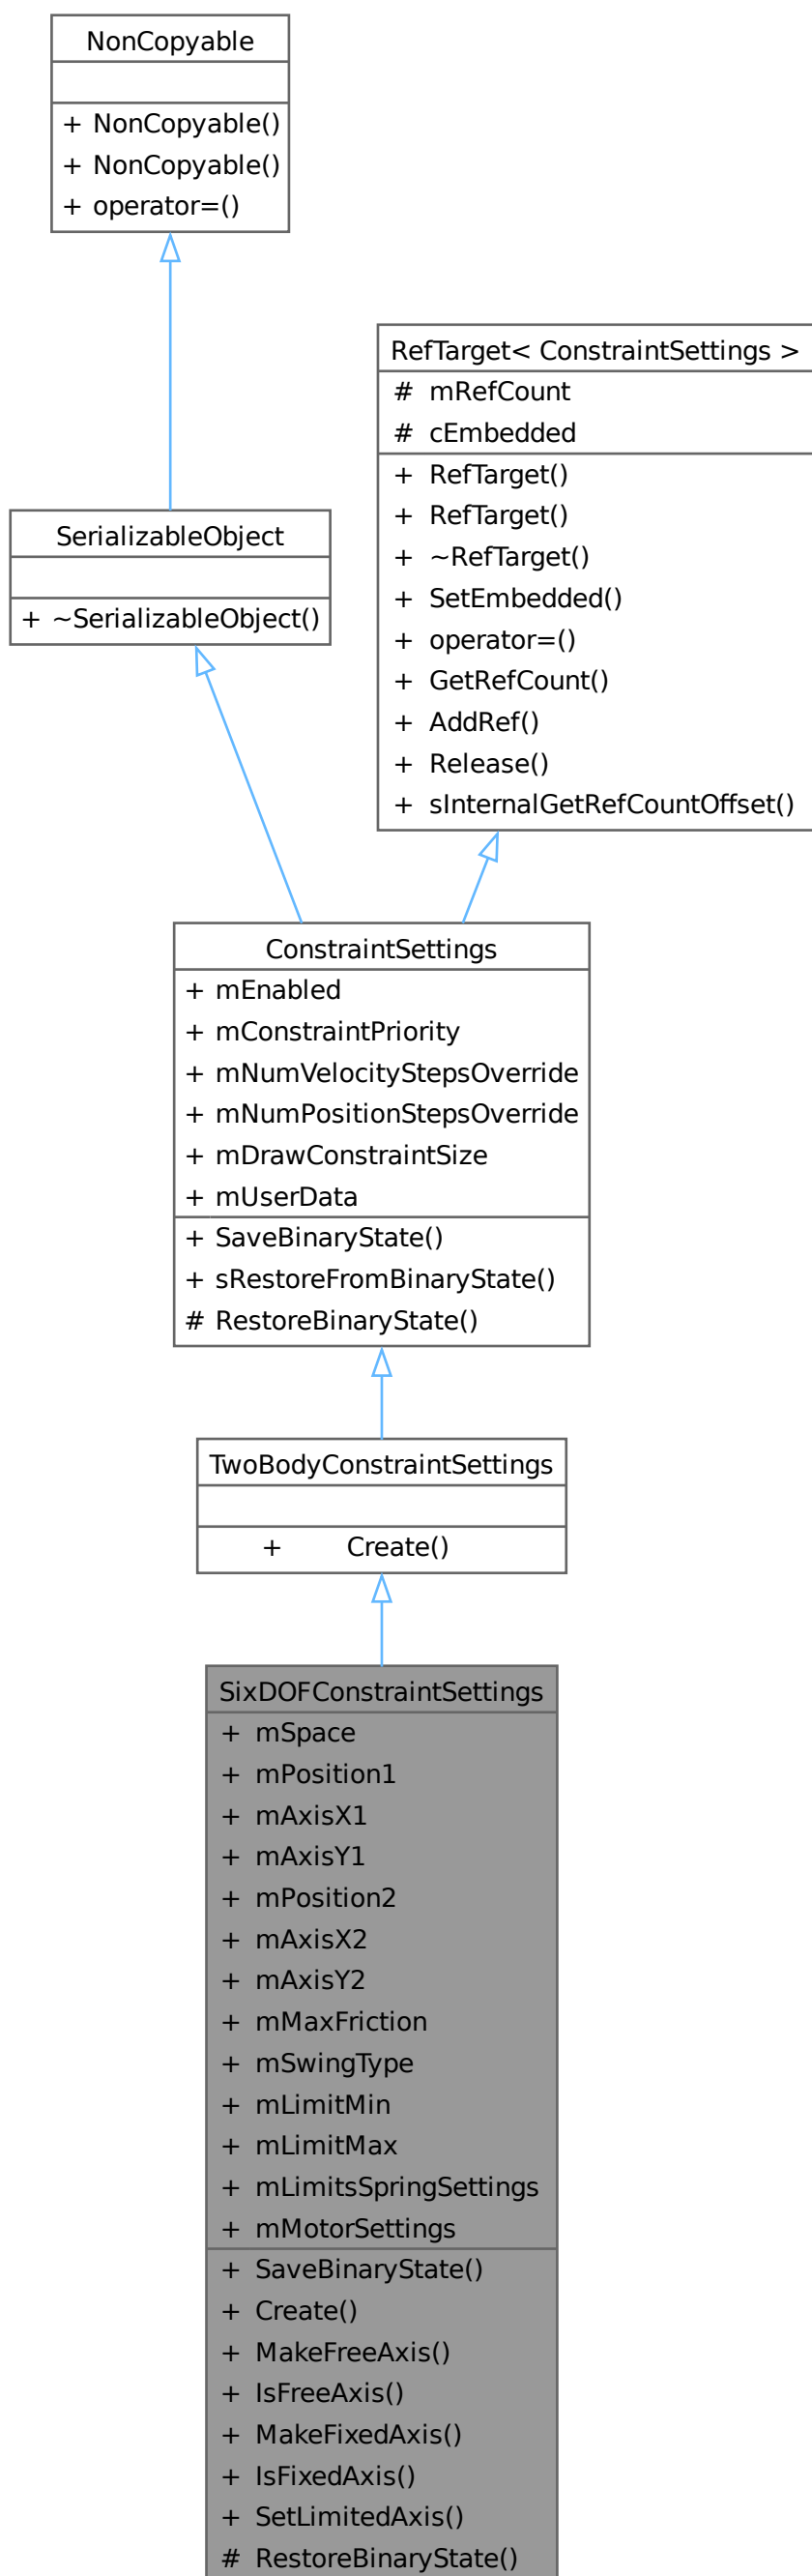 NonCopyable
+ NonCopyable()
+ NonCopyable()
+ operator=()
RefTarget< ConstraintSettings >
# mRefCount
# cEmbedded
+ RefTarget()
+ RefTarget()
+ ~RefTarget()
+ SetEmbedded()
+ operator=()
+ GetRefCount()
+ AddRef()
+ Release()
+ sInternalGetRefCountOffset()
SerializableObject
+ ~SerializableObject()
ConstraintSettings
+ mEnabled
+ mConstraintPriority
+ mNumVelocityStepsOverride
+ mNumPositionStepsOverride
+ mDrawConstraintSize
+ mUserData
+ SaveBinaryState()
+ sRestoreFromBinaryState()
# RestoreBinaryState()
TwoBodyConstraintSettings
+ Create()
SixDOFConstraintSettings
+ mSpace
+ mPosition1
+ mAxisX1
+ mAxisY1
+ mPosition2
+ mAxisX2
+ mAxisY2
+ mMaxFriction
+ mSwingType
+ mLimitMin
+ mLimitMax
+ mLimitsSpringSettings
+ mMotorSettings
+ SaveBinaryState()
+ Create()
+ MakeFreeAxis()
+ IsFreeAxis()
+ MakeFixedAxis()
+ IsFixedAxis()
+ SetLimitedAxis()
# RestoreBinaryState()